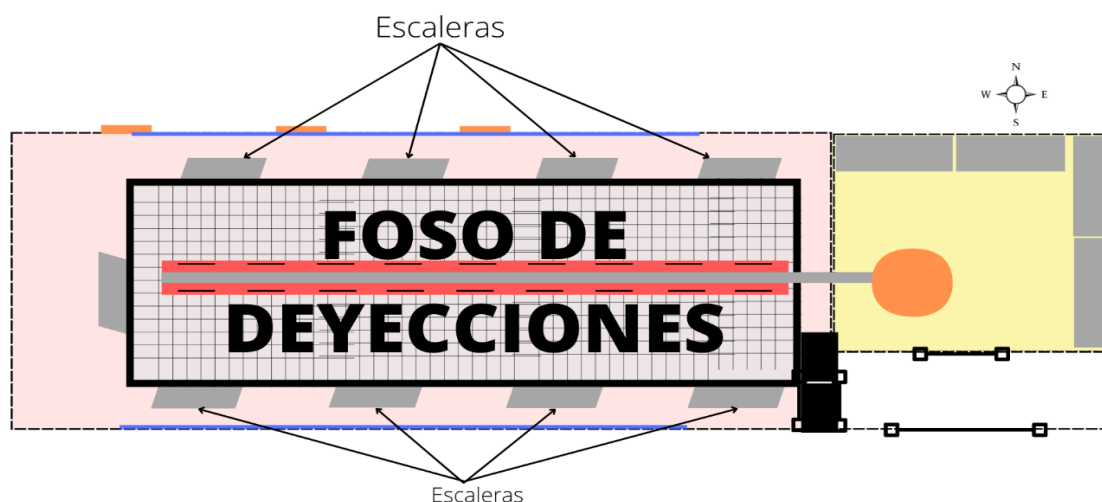 Escaleras
N
W E
S
FOSO DE
DEYECCIONES
Escaleras